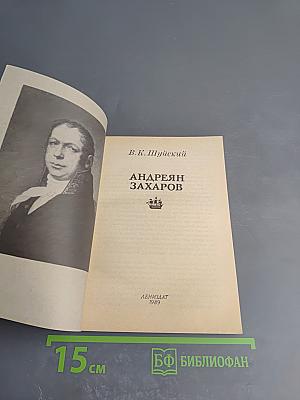 В. К. Шуйский
АНДРЕЯН
ЗАХАРОВ
ЛЕНИЗДАТ
1989
15 см
БФ БИБЛИОФАН